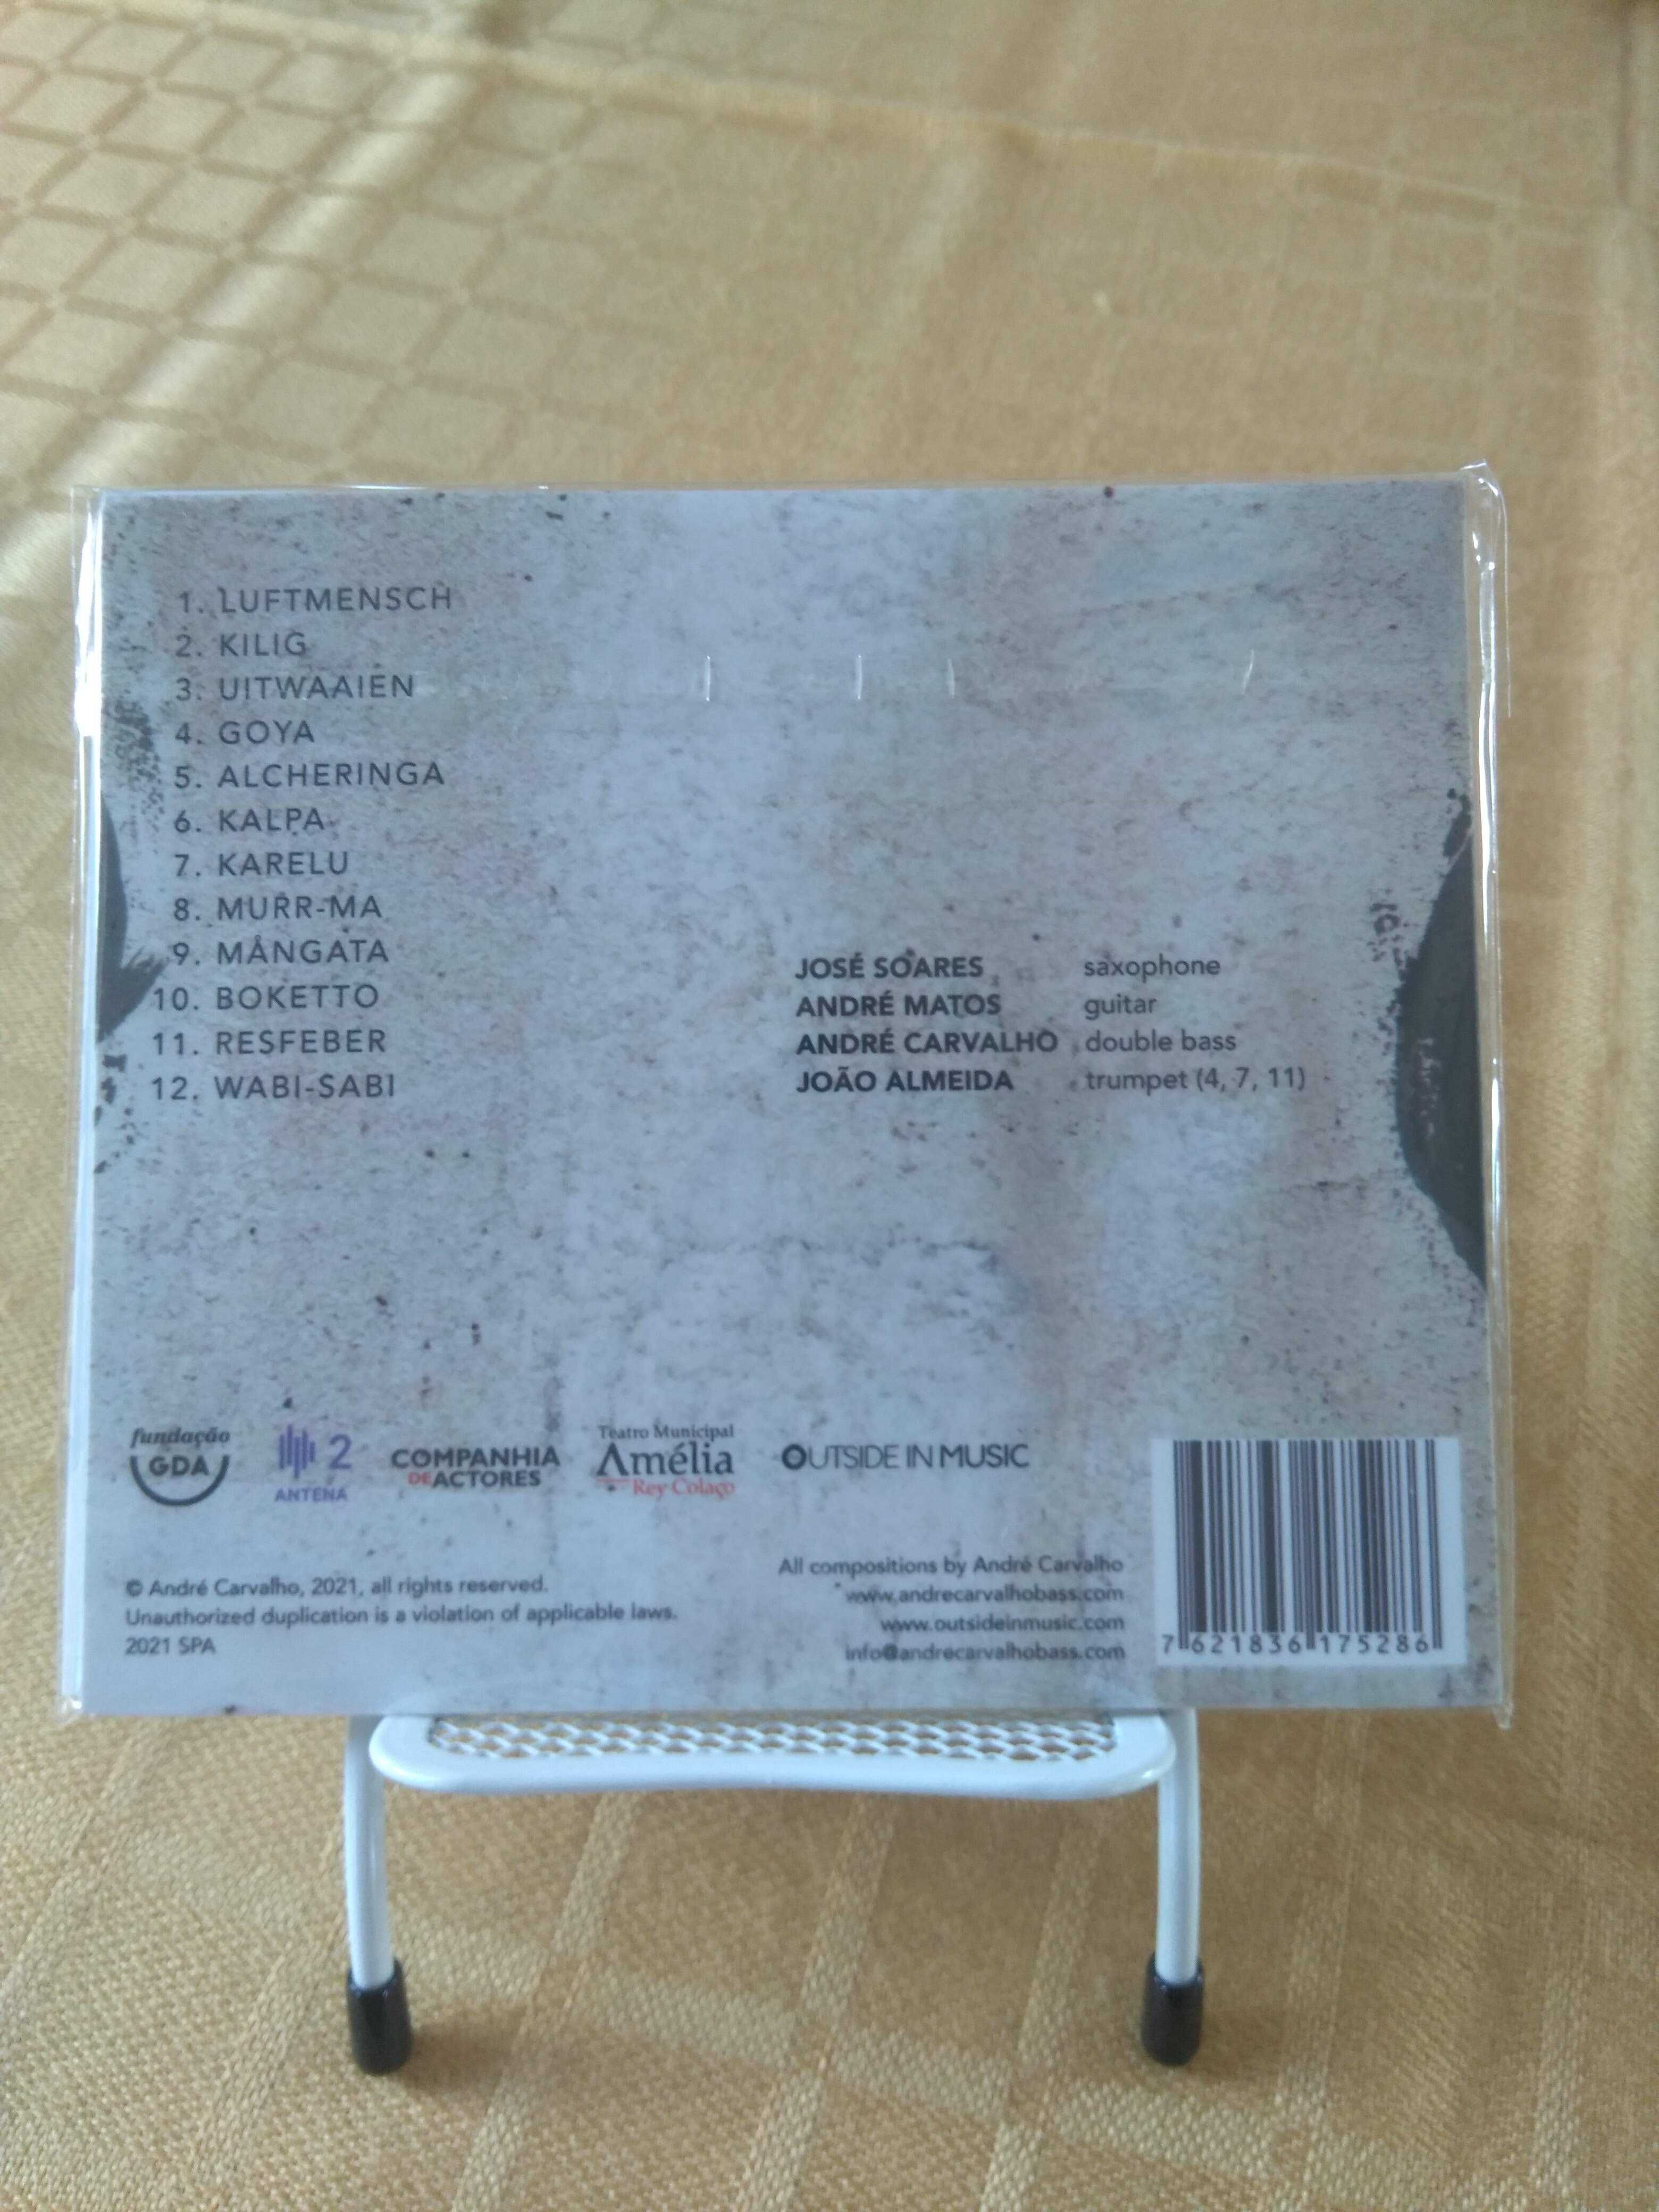 1. LUFTMENSCH
2. KILIG
3. UITWAAIEN
4. GOYA
5. ALCHERINGA
6. KALPA
7. KARELU
8. MURR-MA
9. MÅNGATA
10. BOKETTO
11. RESFEBER
12. WABI-SABI
JOSÉ SOARES saxophone
ANDRÉ MATOS guitar
ANDRÉ CARVALHO double bass
JOÃO ALMEIDA trumpet (4, 7, 11)
fundação
GDA
2
ANTENA
COMPANHIA
DEACTORES
Teatro Municipal
Amélia
Rey Colaço
OUTSIDE IN MUSIC
© André Carvalho, 2021, all rights reserved.
Unauthorized duplication is a violation of applicable laws.
2021 SPA
All compositions by André Carvalho
www.andrecarvalhobass.com
www.outsideinmusic.com
info@andrecarvalhobass.com
7 621836 175286